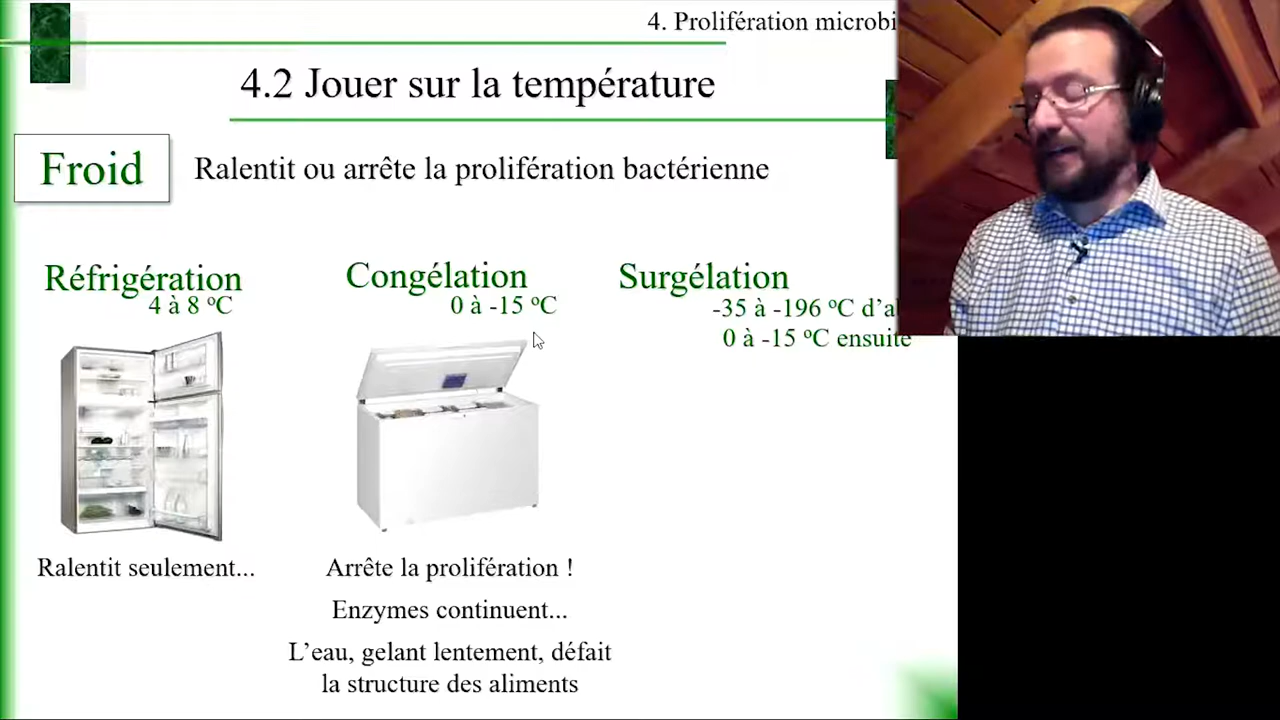 4. Prolifération
4.2 Jouer sur la température
Froid
Ralentit ou arrête la prolifération bactérienne
Réfrigération
4 à 8 ºC
Congélation
0 à -15 ºC
Surgélation
-35 à -196 ºC
0 à -15 ºC ensuite
Ralentit seulement...
Arrête la prolifération !
Enzymes continuent...
L'eau, gelant lentement, défait
la structure des aliments